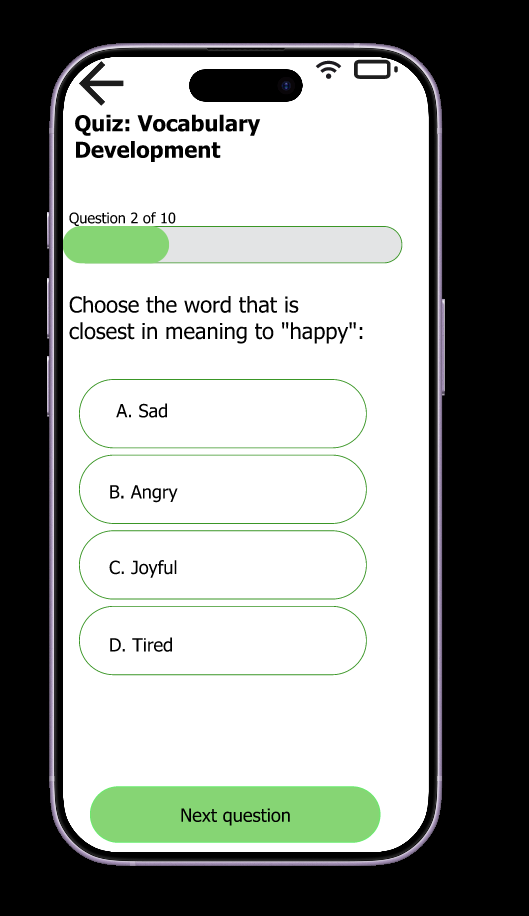 Quiz: Vocabulary
Development
Question 2 of 10
Choose the word that is
closest in meaning to "happy":
A. Sad
B. Angry
C. Joyful
D. Tired
Next question